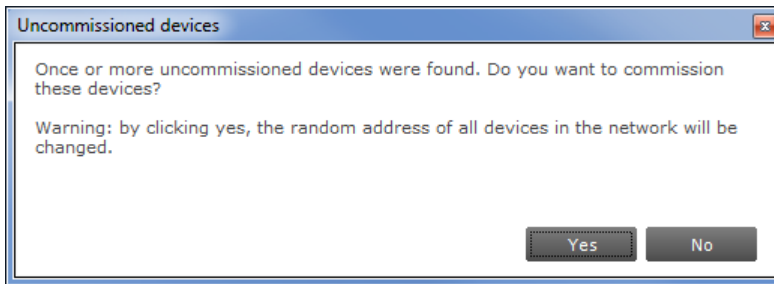 Uncommissioned devices
Once or more uncommissioned devices were found. Do you want to commission
these devices?
Warning: by clicking yes, the random address of all devices in the network will be
changed.
Yes
No